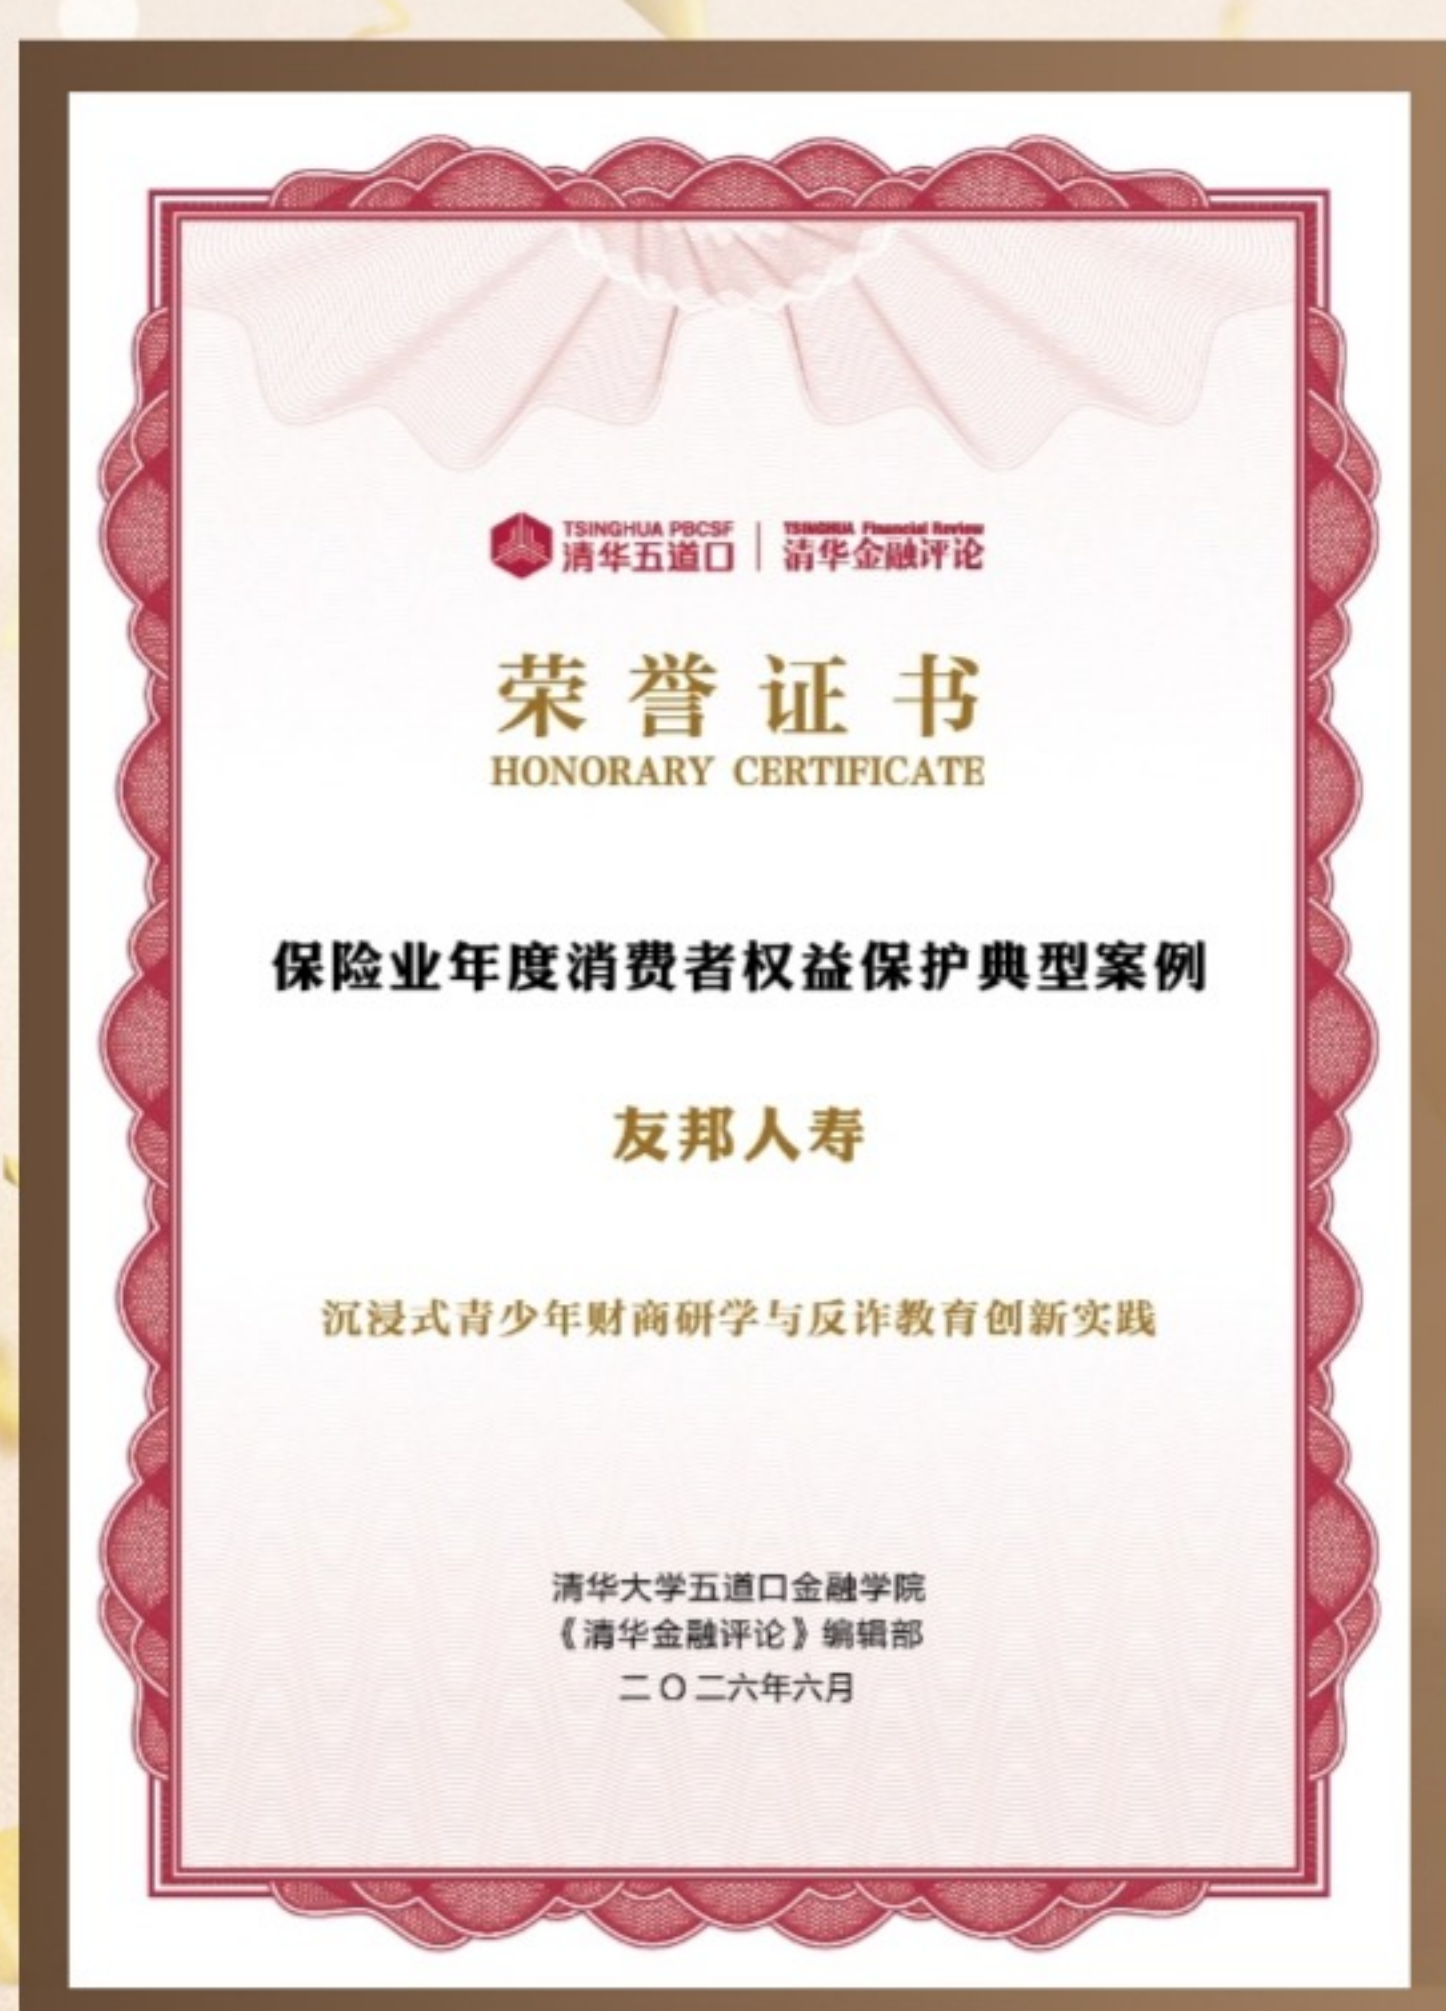 TSINGHUA PBCSF
清华五道口
TSINGHUA Financial Review
清华金融评论
荣誉证书
HONORARY CERTIFICATE
保险业年度消费者权益保护典型案例
友邦人寿
沉浸式青少年财商研学与反诈教育创新实践
清华大学五道口金融学院
《清华金融评论》编辑部
二〇二六年六月